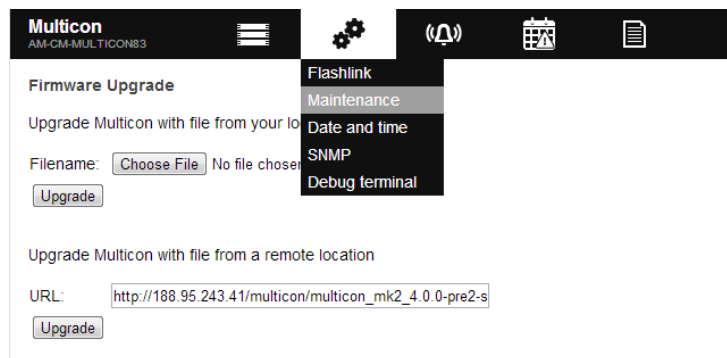 Multicon
AM-CM-MULTICON83
Flashlink
Maintenance
Date and time
SNMP
Debug terminal
Firmware Upgrade
Upgrade Multicon with file from your lo
Filename: Choose File No file chosen
Upgrade
Upgrade Multicon with file from a remote location
URL: http://188.95.243.41/multicon/multicon_mk2_4.0.0-pre2-s
Upgrade